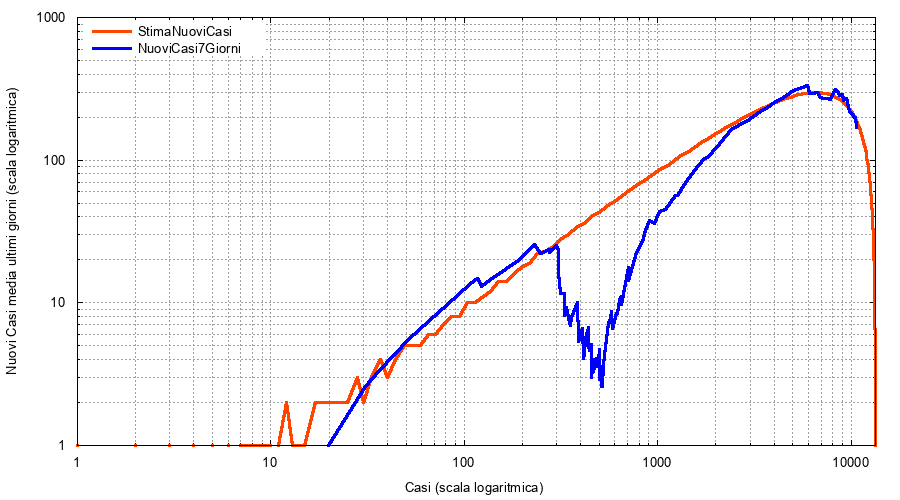 1000
StimaNuoviCasi
NuoviCasi7Giorni
100
10
1
Nuovi Casi media ultimi giorni (scala logaritmica)
1
10
100
1000
10000
Casi (scala logaritmica)